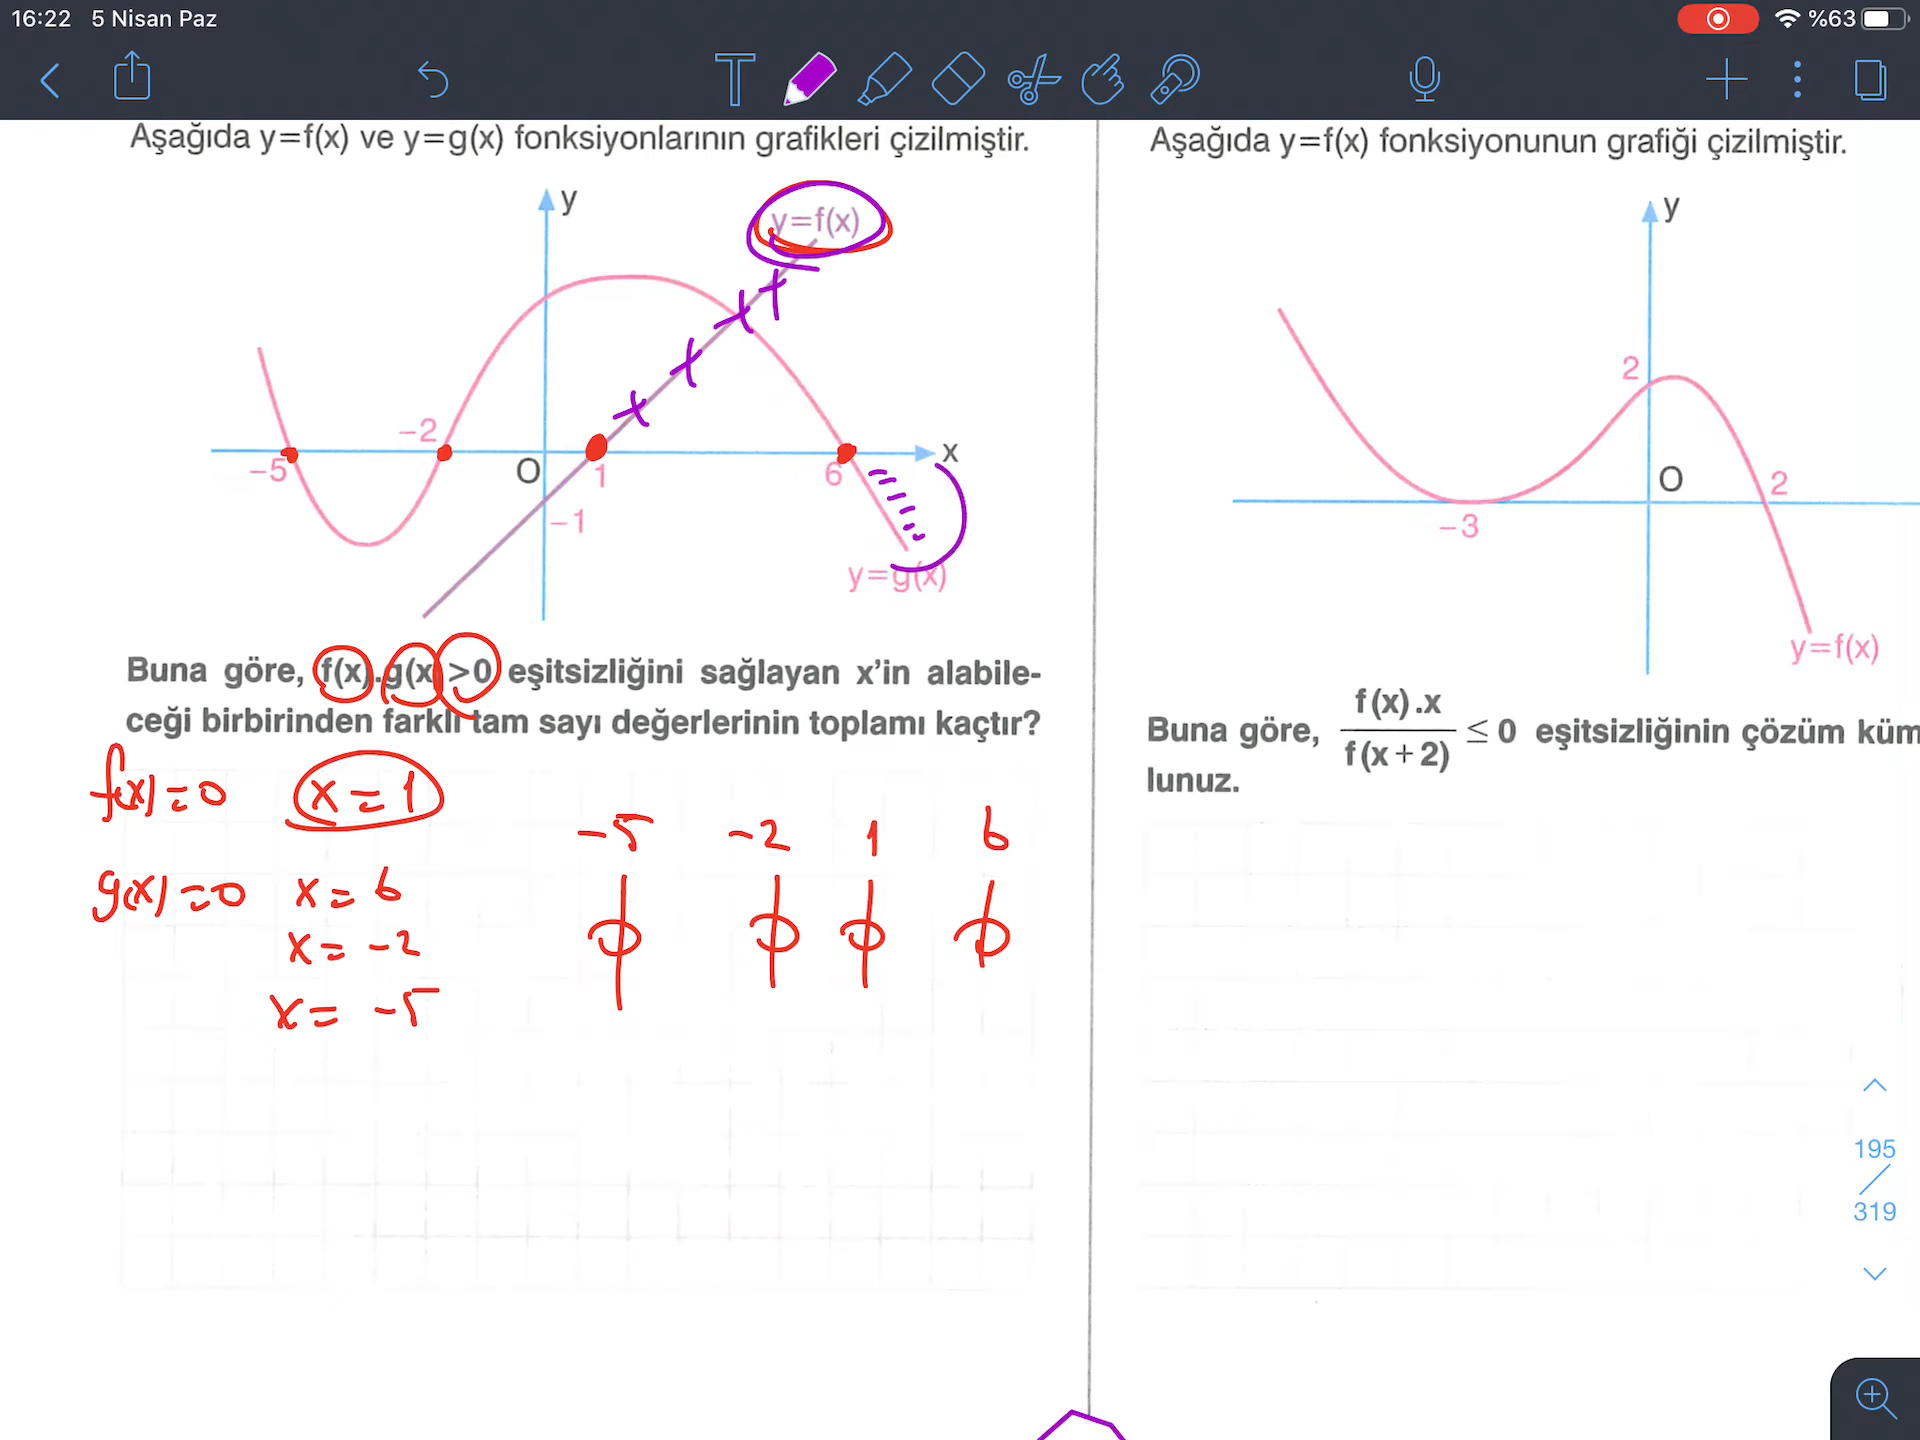 16:22 5 Nisan Paz
%63
Aşağıda y=f(x) ve y=g(x) fonksiyonlarının grafikleri çizilmiştir.
y
y=f(x)
-2
-5
O
1
6
x
-1
y=g(x)
Buna göre, f(x).g(x)>0 eşitsizliğini sağlayan x'in alabile-
ceği birbirinden farklı tam sayı değerlerinin toplamı kaçtır?
f(x)=0 x=1
g(x)=0 x=6
x=-2
x=-5
-5 -2 1 6
Aşağıda y=f(x) fonksiyonunun grafiği çizilmiştir.
y
2
O
2
-3
y=f(x)
Buna göre, f(x).x / f(x+2) ≤ 0 eşitsizliğinin çözüm küm
lunuz.
195
319